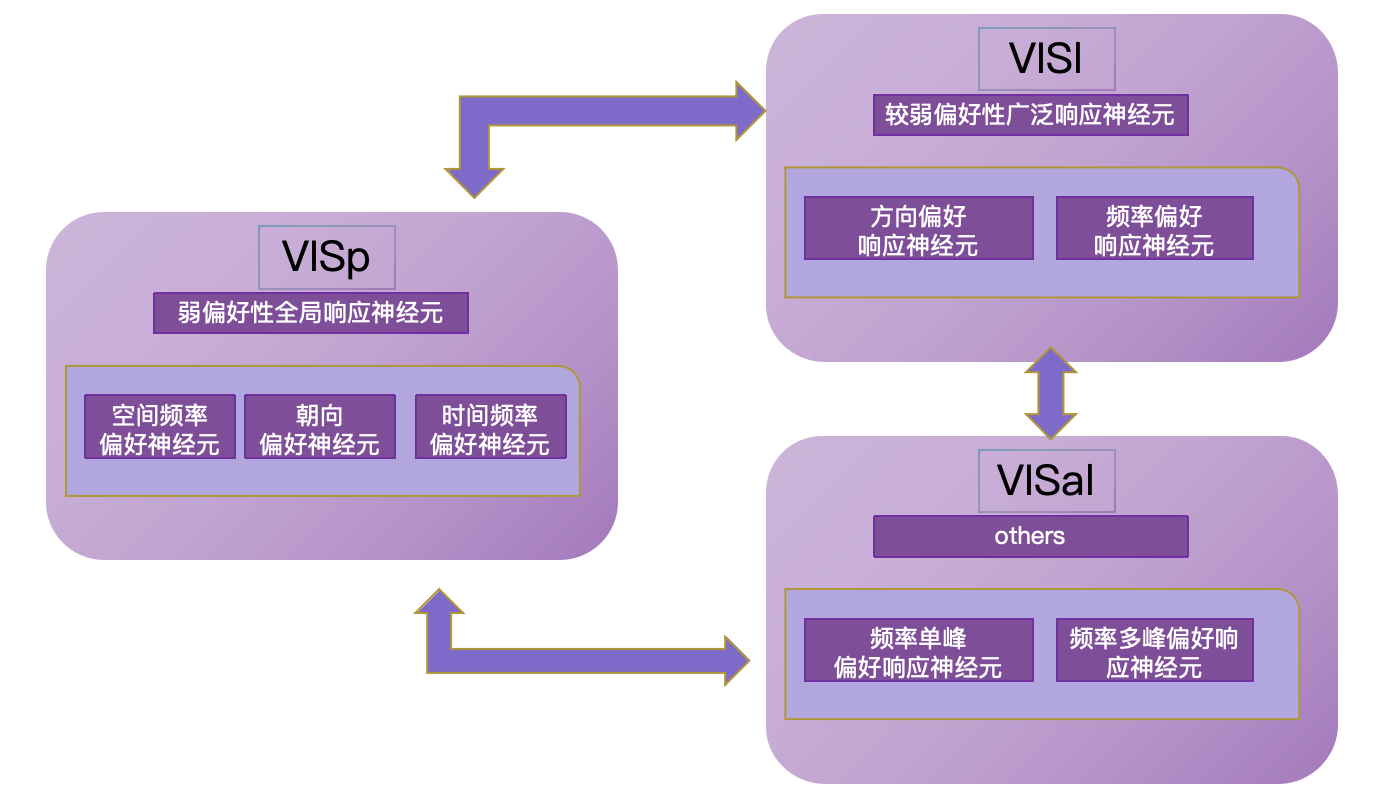 VISp
弱偏好性全局响应神经元
空间频率
偏好神经元
朝向
偏好神经元
时间频率
偏好神经元
VISl
较弱偏好性广泛响应神经元
方向偏好
响应神经元
频率偏好
响应神经元
VISal
others
频率单峰
偏好响应神经元
频率多峰偏好响
应神经元